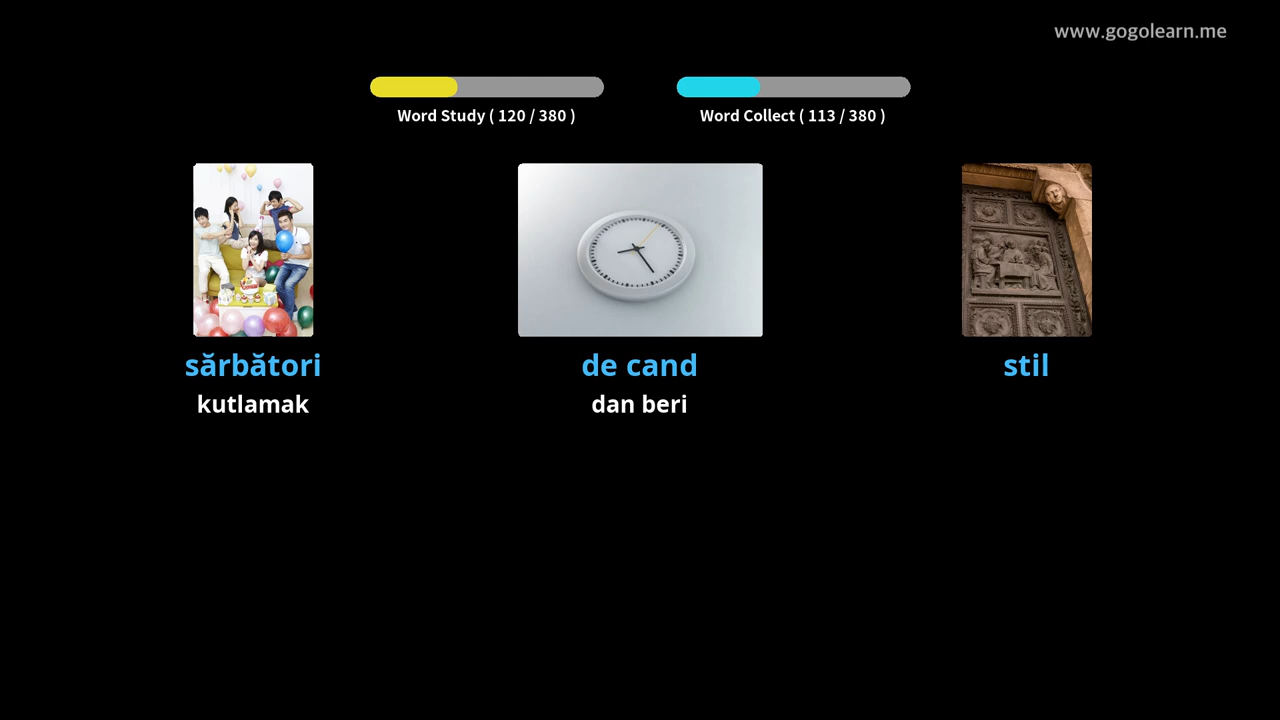 www.gogolearn.me
Word Study ( 120 / 380 )
Word Collect ( 113 / 380 )
sărbători
de cand
stil
kutlamak
dan beri